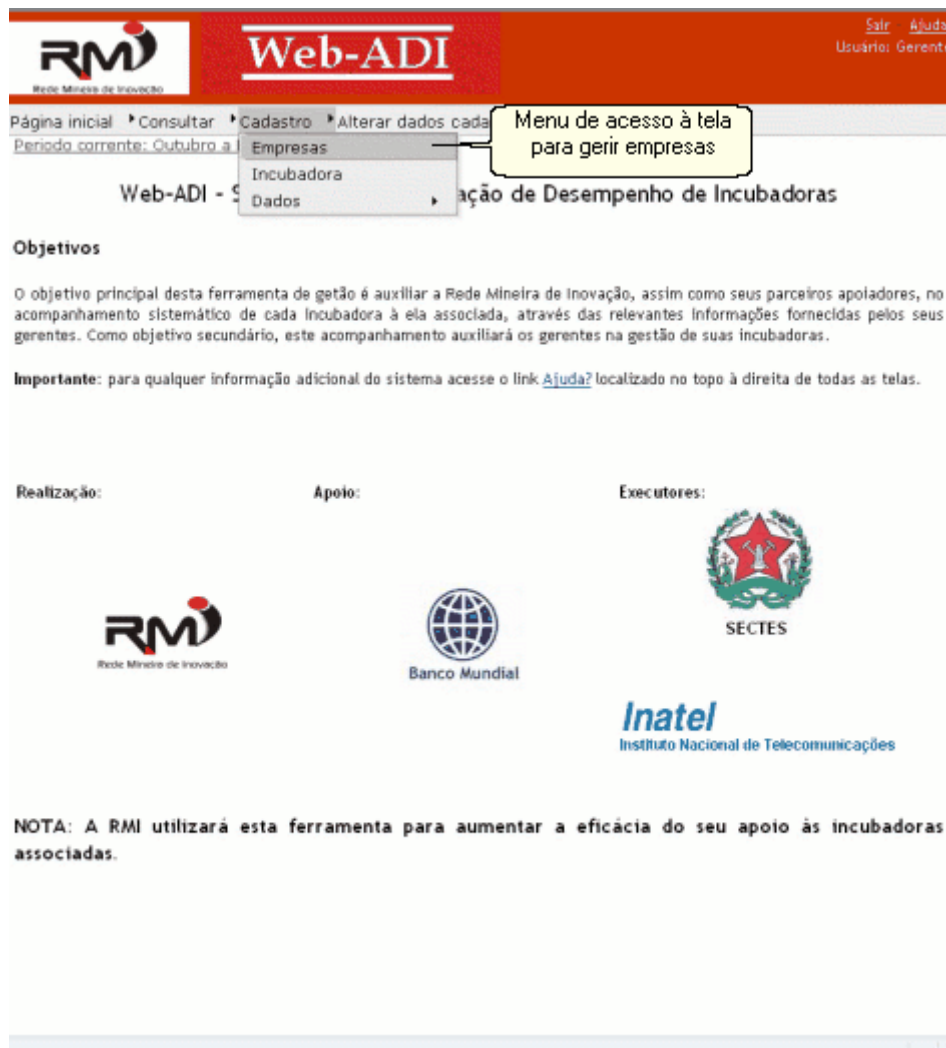 Sair Ajuda
RMI
Web-ADI
Usuário: Gerente
Rede Mineira de Inovação
Página inicial Consultar Cadastro Alterar dados cada
Menu de acesso à tela
para gerir empresas
Periodo corrente: Outubro a
Empresas
Incubadora
Dados
Web-ADI - S ação de Desempenho de Incubadoras
Objetivos
O objetivo principal desta ferramenta de getão é auxiliar a Rede Mineira de Inovação, assim como seus parceiros apoiadores, no
acompanhamento sistemático de cada Incubadora à ela associada, através das relevantes informações fornecidas pelos seus
gerentes. Como objetivo secundário, este acompanhamento auxiliará os gerentes na gestão de suas incubadoras.
Importante: para qualquer informação adicional do sistema acesse o link Ajuda? localizado no topo à direita de todas as telas.
Realização: Apoio: Executores:
SECTES
RMI
Rede Mineira de Inovação
Banco Mundial
Inatel
Instituto Nacional de Telecomunicações
NOTA: A RMI utilizará esta ferramenta para aumentar a eficácia do seu apoio às incubadoras
associadas.